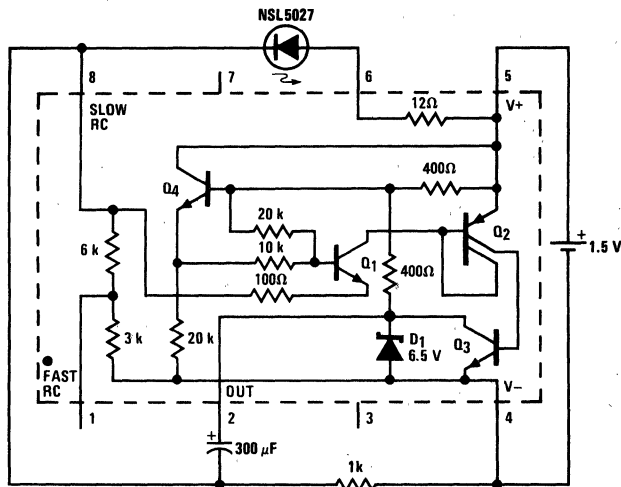 NSL5027
8
7
6
5
SLOW
RC
12Ω
V+
Q4
400Ω
Q2
20 k
+
1.5 V
6 k
10 k
Q1
400Ω
100Ω
3 k
20 k
D1
6.5 V
Q3
FAST
RC
OUT
V−
1
2
3
4
+
300 μF
1k